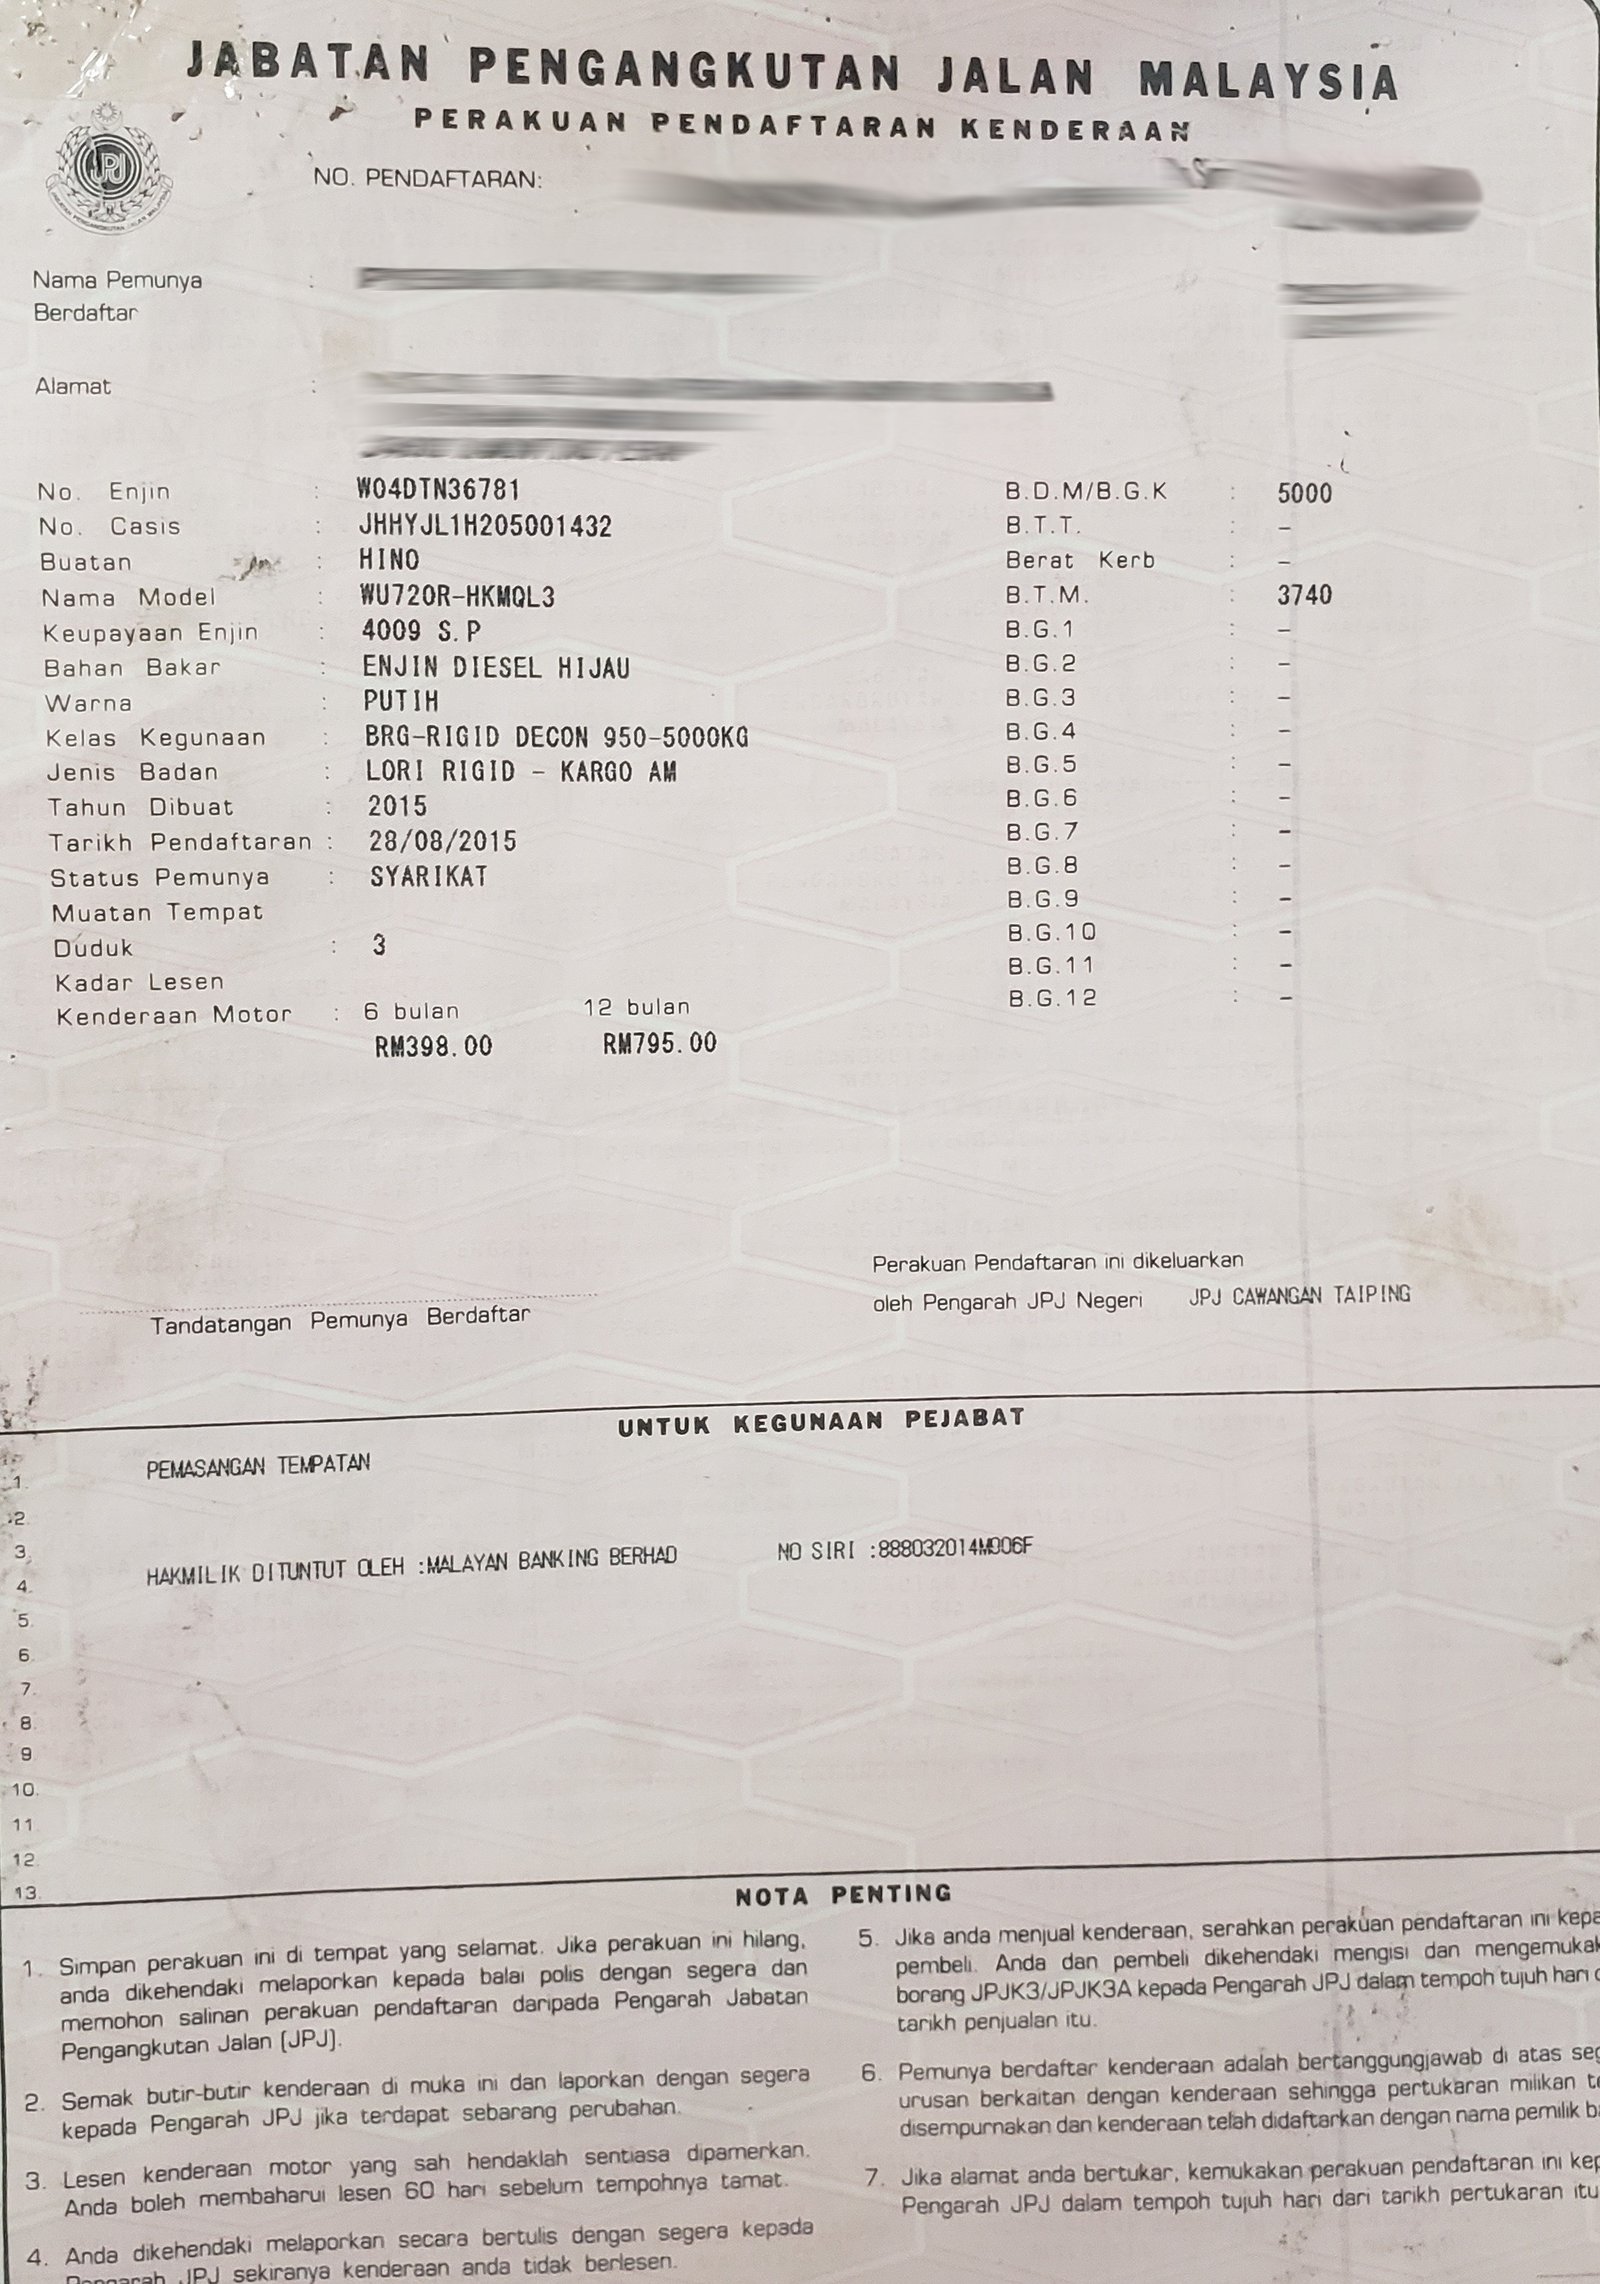 JABATAN PENGANGKUTAN JALAN MALAYSIA
PERAKUAN PENDAFTARAN KENDERAAN
JPJ
NO. PENDAFTARAN:
Nama Pemunya :
Berdaftar
Alamat :
No. Enjin : W04DTN36781
No. Casis : JHHYJL1H205001432
Buatan : HINO
Nama Model : WU720R-HKMQL3
Keupayaan Enjin : 4009 S.P
Bahan Bakar : ENJIN DIESEL HIJAU
Warna : PUTIH
Kelas Kegunaan : BRG-RIGID DECON 950-5000KG
Jenis Badan : LORI RIGID - KARGO AM
Tahun Dibuat : 2015
Tarikh Pendaftaran : 28/08/2015
Status Pemunya : SYARIKAT
Muatan Tempat
Duduk : 3
Kadar Lesen
Kenderaan Motor : 6 bulan 12 bulan
RM398.00 RM795.00
B.D.M/B.G.K : 5000
B.T.T. : -
Berat Kerb : -
B.T.M. : 3740
B.G.1 : -
B.G.2 : -
B.G.3 : -
B.G.4 : -
B.G.5 : -
B.G.6 : -
B.G.7 : -
B.G.8 : -
B.G.9 : -
B.G.10 : -
B.G.11 : -
B.G.12 : -
Tandatangan Pemunya Berdaftar
Perakuan Pendaftaran ini dikeluarkan
oleh Pengarah JPJ Negeri JPJ CAWANGAN TAIPING
UNTUK KEGUNAAN PEJABAT
1. PEMASANGAN TEMPATAN
2.
3.
4. HAKMILIK DITUNTUT OLEH :MALAYAN BANKING BERHAD NO SIRI :888032014M006F
5.
6.
7.
8.
9
10.
11
12
13.
NOTA PENTING
1. Simpan perakuan ini di tempat yang selamat. Jika perakuan ini hilang,
anda dikehendaki melaporkan kepada balai polis dengan segera dan
memohon salinan perakuan pendaftaran daripada Pengarah Jabatan
Pengangkutan Jalan (JPJ).
2. Semak butir-butir kenderaan di muka ini dan laporkan dengan segera
kepada Pengarah JPJ jika terdapat sebarang perubahan.
3. Lesen kenderaan motor yang sah hendaklah sentiasa dipamerkan.
Anda boleh membaharui lesen 60 hari sebelum tempohnya tamat.
4. Anda dikehendaki melaporkan secara bertulis dengan segera kepada
Pengarah JPJ sekiranya kenderaan anda tidak berlesen.
5. Jika anda menjual kenderaan, serahkan perakuan pendaftaran ini kepa
pembeli. Anda dan pembeli dikehendaki mengisi dan mengemukak
borang JPJK3/JPJK3A kepada Pengarah JPJ dalam tempoh tujuh hari d
tarikh penjualan itu.
6. Pemunya berdaftar kenderaan adalah bertanggungjawab di atas seg
urusan berkaitan dengan kenderaan sehingga pertukaran milikan te
disempurnakan dan kenderaan telah didaftarkan dengan nama pemilik ba
7. Jika alamat anda bertukar, kemukakan perakuan pendaftaran ini kep
Pengarah JPJ dalam tempoh tujuh hari dari tarikh pertukaran itu